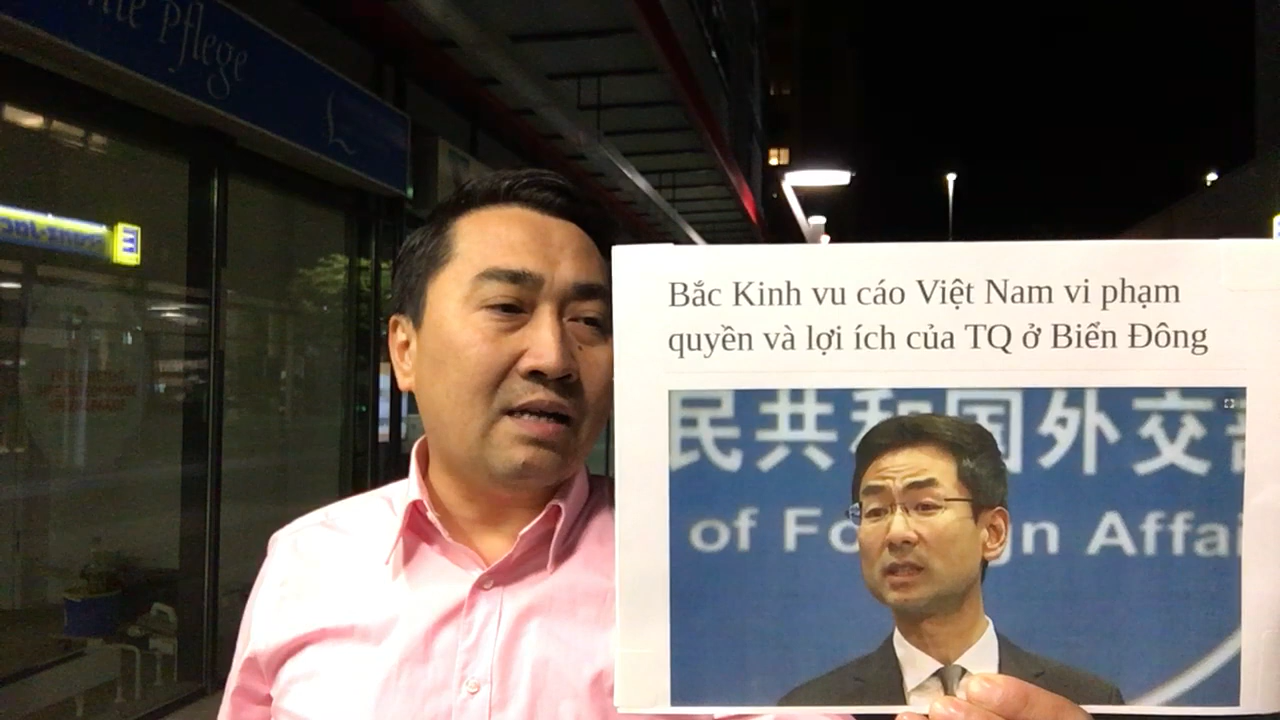 Pflege
Bắc Kinh vu cáo Việt Nam vi phạm
quyền và lợi ích của TQ ở Biển Đông
民共和国外交部
of Foreign Affai